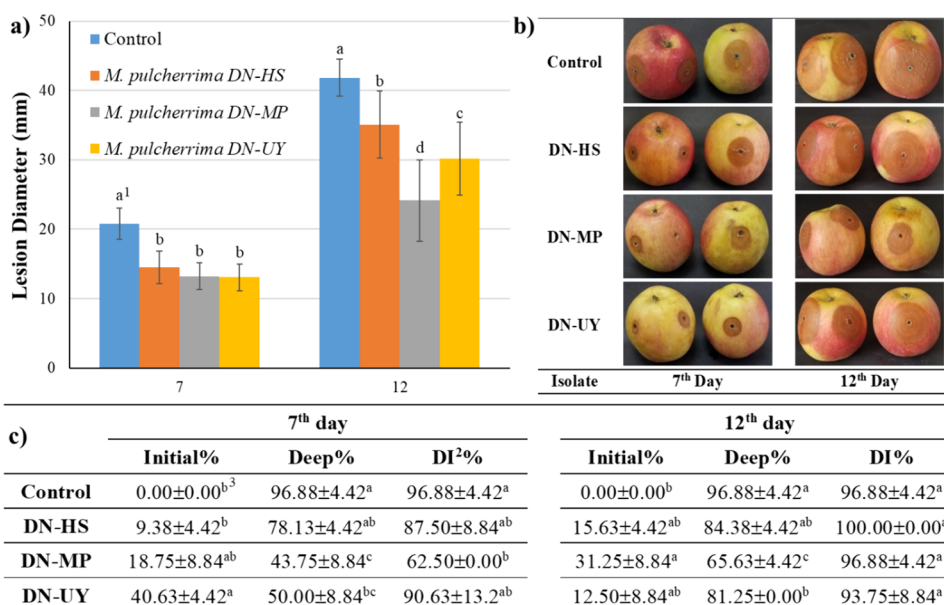 a)
50
40
30
20
10
0
Lesion Diameter (mm)
Control
M. pulcherrima DN-HS
M. pulcherrima DN-MP
M. pulcherrima DN-UY
a¹
b
b
b
a
b
d
c
7
12
b)
Control
DN-HS
DN-MP
DN-UY
Isolate 7th Day 12th Day
c)
7th day 12th day
Initial% Deep% DI²% Initial% Deep% DI%
Control 0.00±0.00b3 96.88±4.42a 96.88±4.42a 0.00±0.00b 96.88±4.42a 96.88±4.42a
DN-HS 9.38±4.42b 78.13±4.42ab 87.50±8.84ab 15.63±4.42ab 84.38±4.42ab 100.00±0.00
DN-MP 18.75±8.84ab 43.75±8.84c 62.50±0.00b 31.25±8.84a 65.63±4.42c 96.88±4.42a
DN-UY 40.63±4.42a 50.00±8.84bc 90.63±13.2ab 12.50±8.84ab 81.25±0.00b 93.75±8.84a